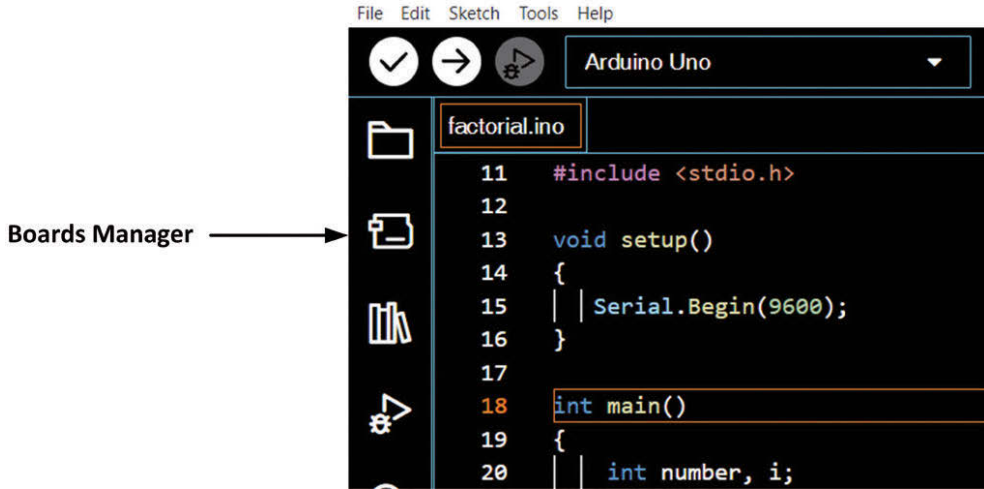 File Edit Sketch Tools Help
Arduino Uno
factorial.ino
11 #include <stdio.h>
12
Boards Manager
13 void setup()
14 {
15 Serial.Begin(9600);
16 }
17
18 int main()
19 {
20 int number, i;